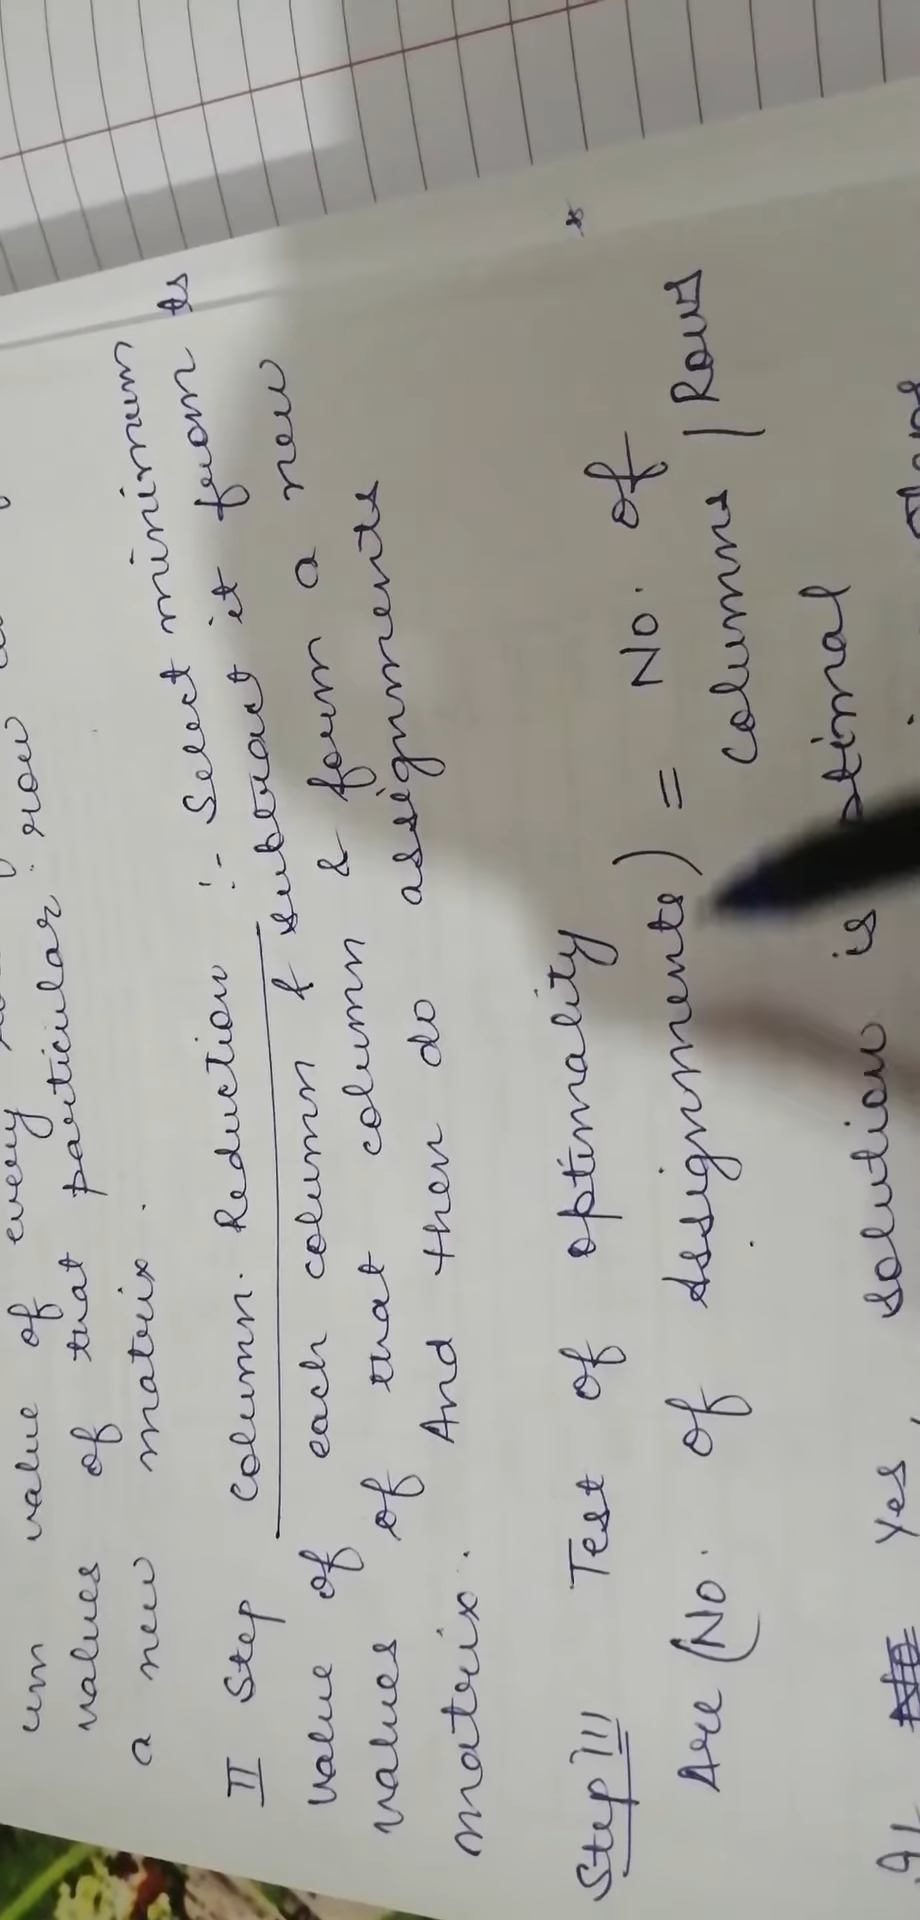 um value of every
values of that particular row
a new matrix.
II Step Column. Reduction :- Select minimum
value of each column & subtract it from its
values of that column & form a new
matrix. And then do assignments
Step III Test of optimality
Are (No. of Assignments) = No. of
columns / Rows
If Yes, solution is